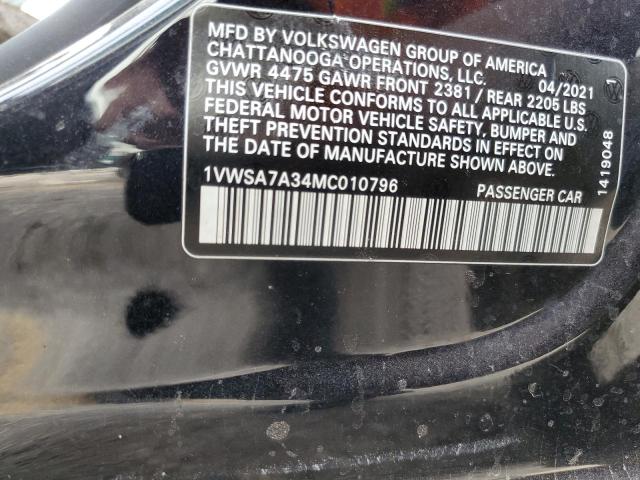 MFD BY VOLKSWAGEN GROUP OF AMERICA
CHATTANOOGA OPERATIONS, LLC. 04/2021
GVWR 4475 GAWR FRONT 2381 / REAR 2205 LBS
THIS VEHICLE CONFORMS TO ALL APPLICABLE U.S.
FEDERAL MOTOR VEHICLE SAFETY, BUMPER AND
THEFT PREVENTION STANDARDS IN EFFECT ON
THE DATE OF MANUFACTURE SHOWN ABOVE.
1VWSA7A34MC010796 PASSENGER CAR
1419048